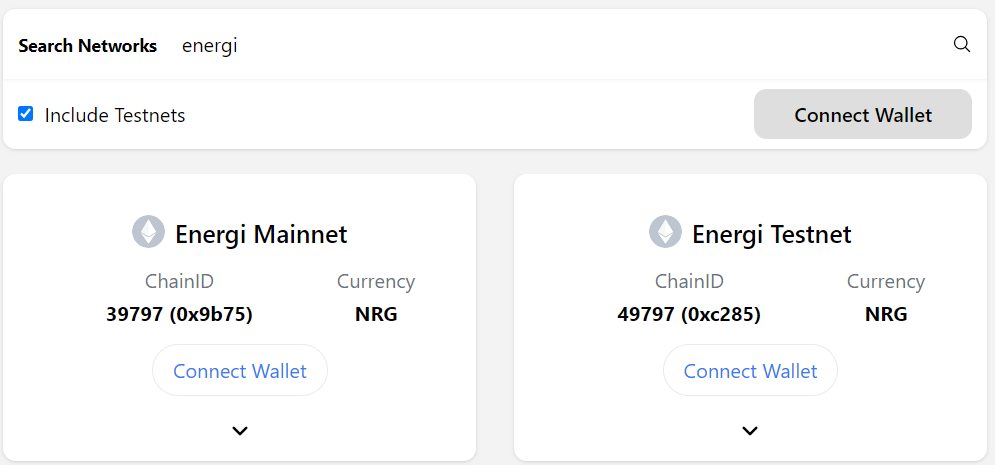 Search Networks energi
Include Testnets
Connect Wallet
Energi Mainnet
ChainID Currency
39797 (0x9b75) NRG
Connect Wallet
Energi Testnet
ChainID Currency
49797 (0xc285) NRG
Connect Wallet